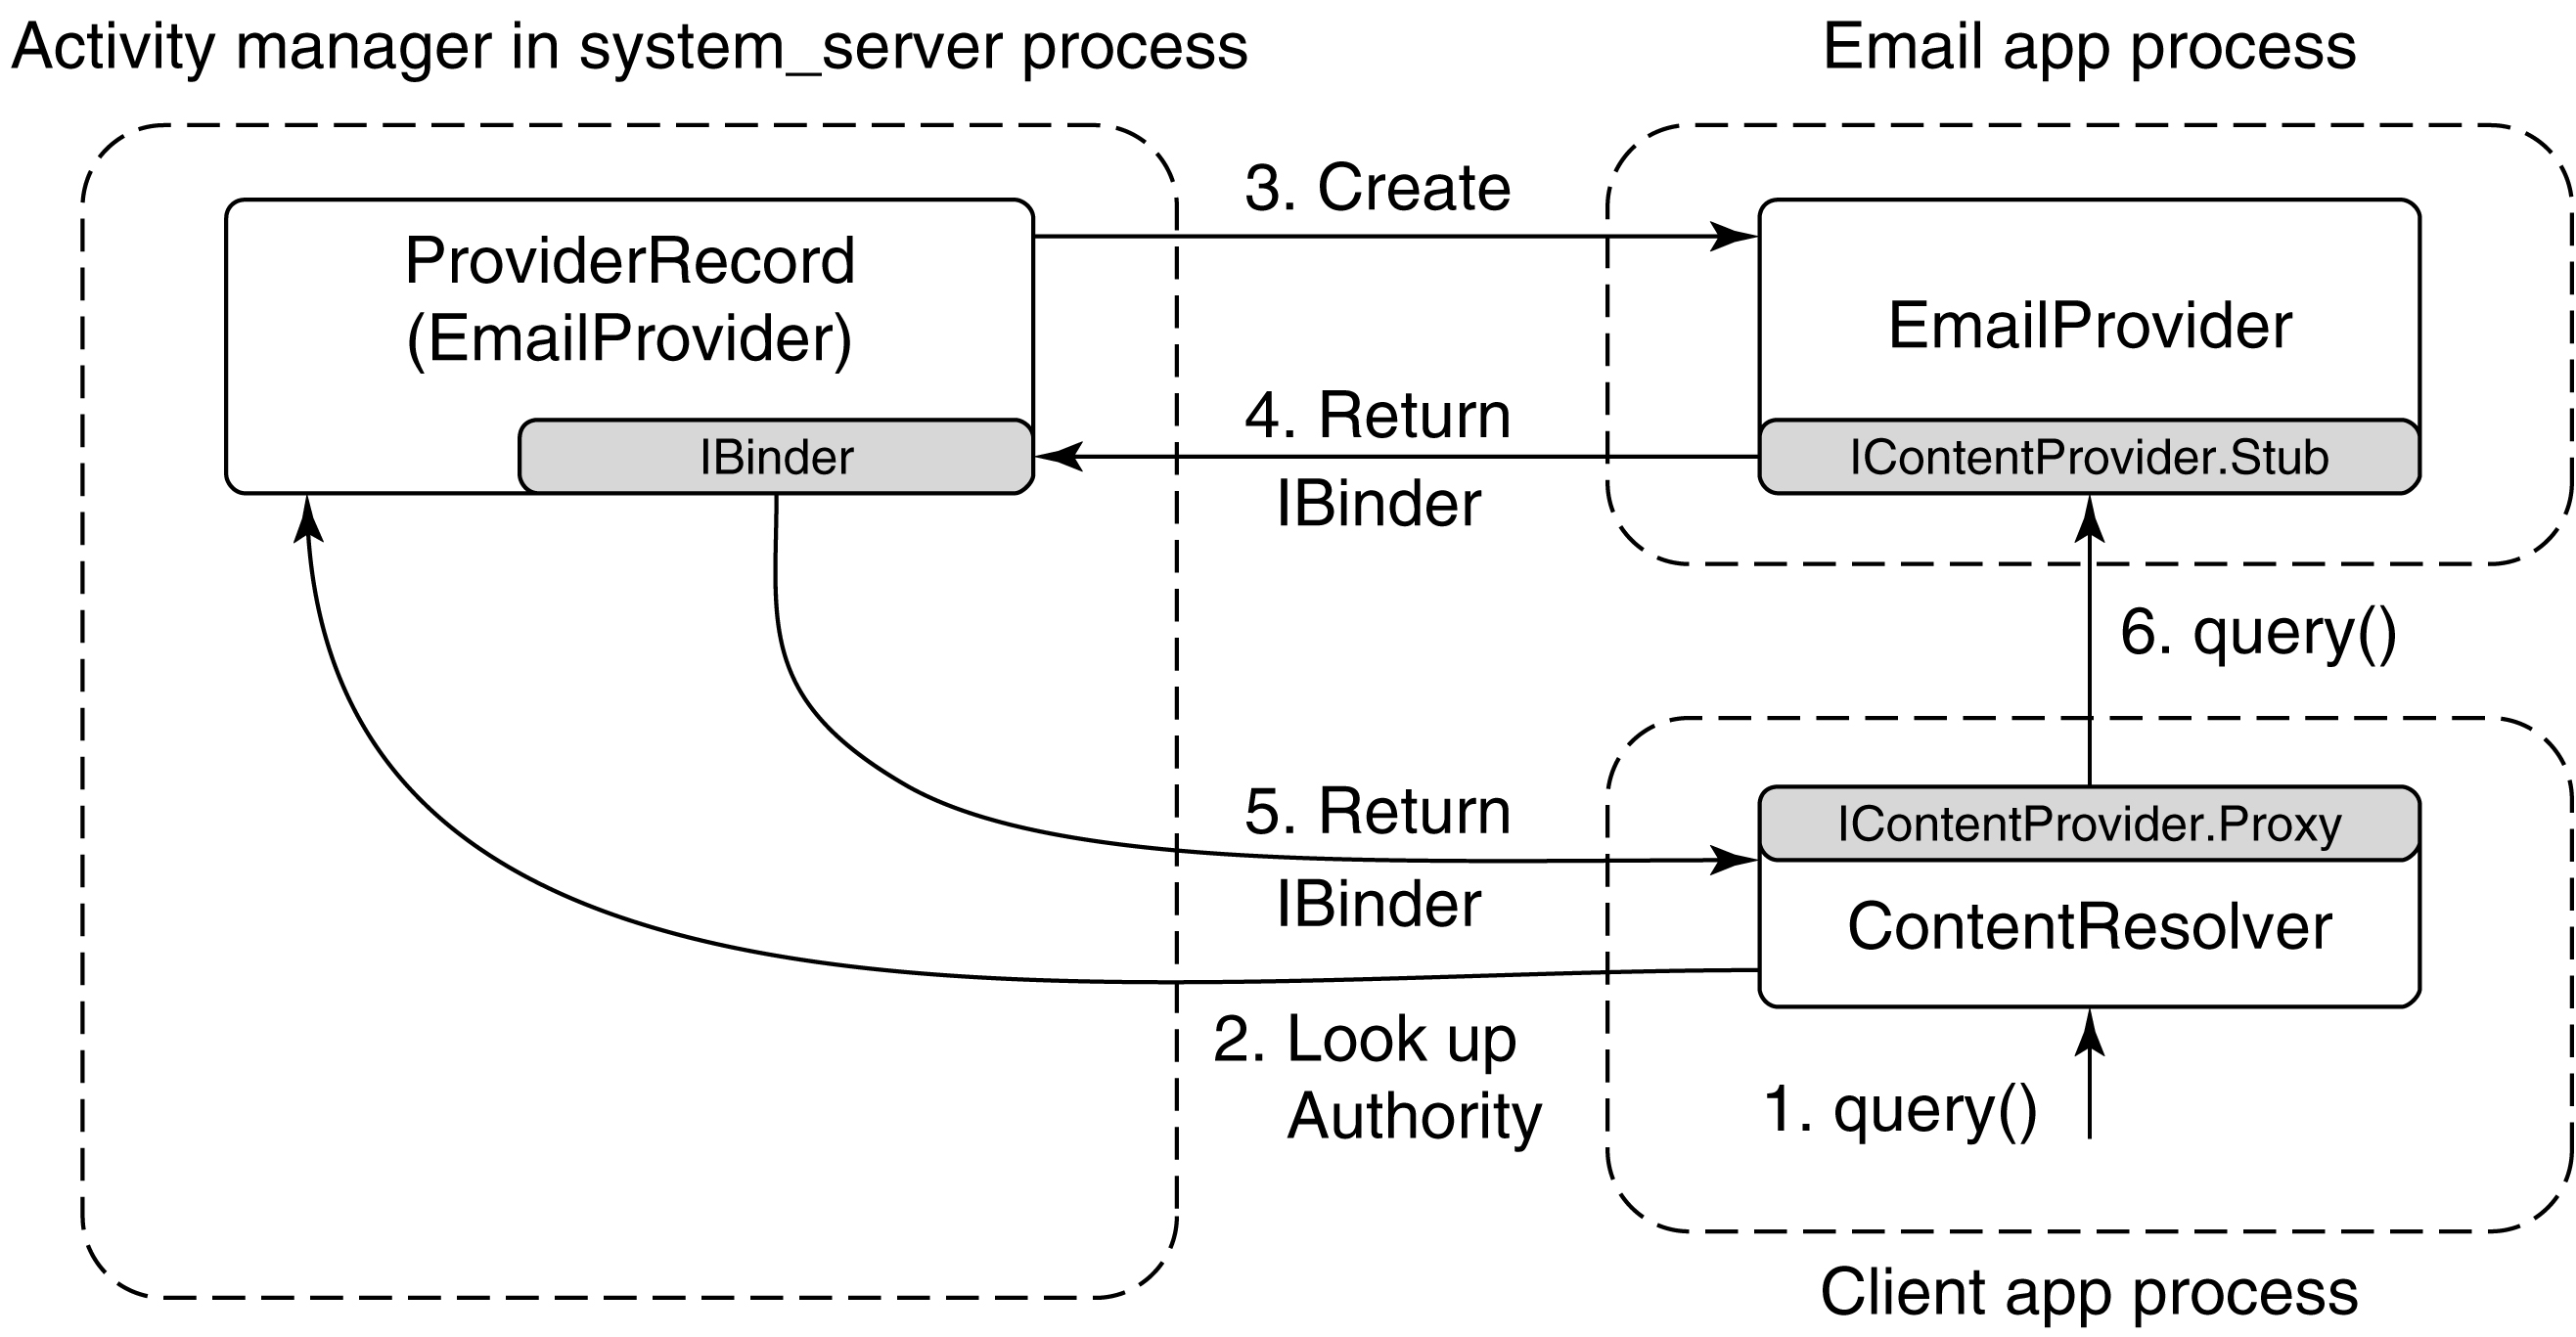 Activity manager in system_server process
Email app process
3. Create
ProviderRecord
(EmailProvider)
EmailProvider
4. Return
IBinder
IBinder
IContentProvider.Stub
6. query()
5. Return
IBinder
IContentProvider.Proxy
ContentResolver
2. Look up
Authority
1. query()
Client app process